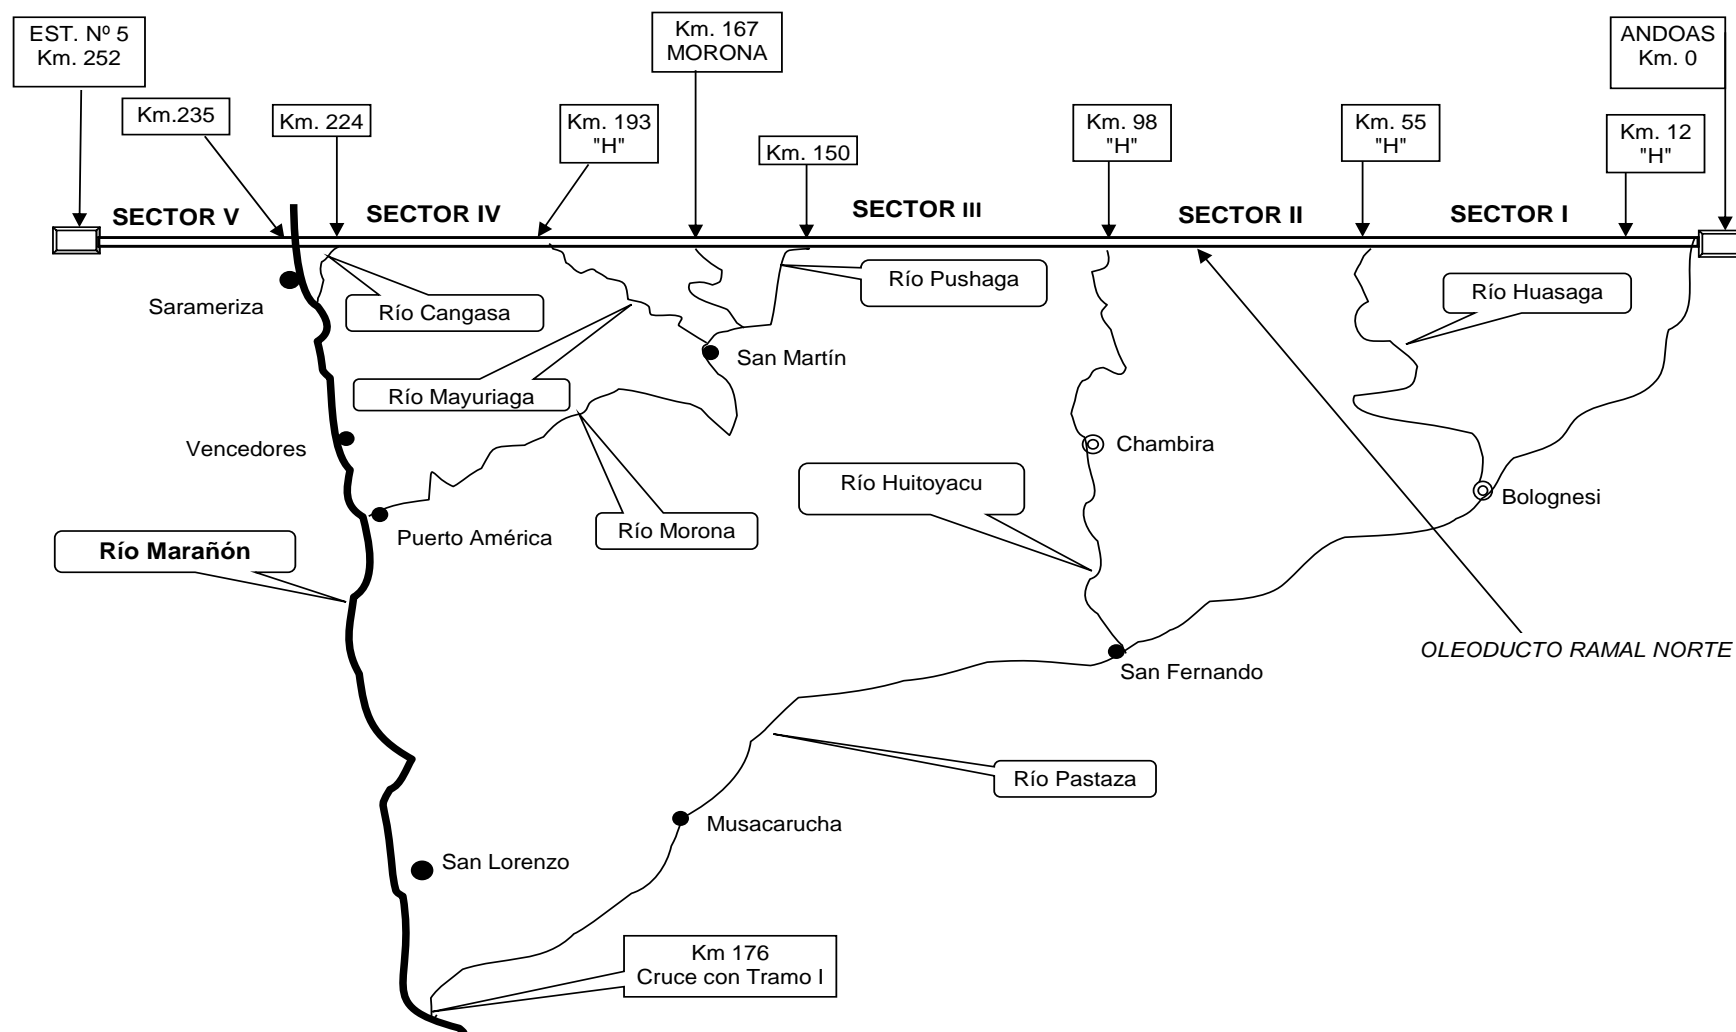 EST. Nº 5
Km. 252
Km. 167
MORONA
ANDOAS
Km. 0
Km.235
Km. 224
Km. 193
"H"
Km. 150
Km. 98
"H"
Km. 55
"H"
Km. 12
"H"
SECTOR V
SECTOR IV
SECTOR III
SECTOR II
SECTOR I
Río Pushaga
Sarameriza
Río Cangasa
Río Huasaga
San Martín
Río Mayuriaga
Vencedores
Chambira
Río Huitoyacu
Bolognesi
Río Morona
Puerto América
Río Marañón
OLEODUCTO RAMAL NORTE
San Fernando
Río Pastaza
Musacarucha
San Lorenzo
Km 176
Cruce con Tramo I